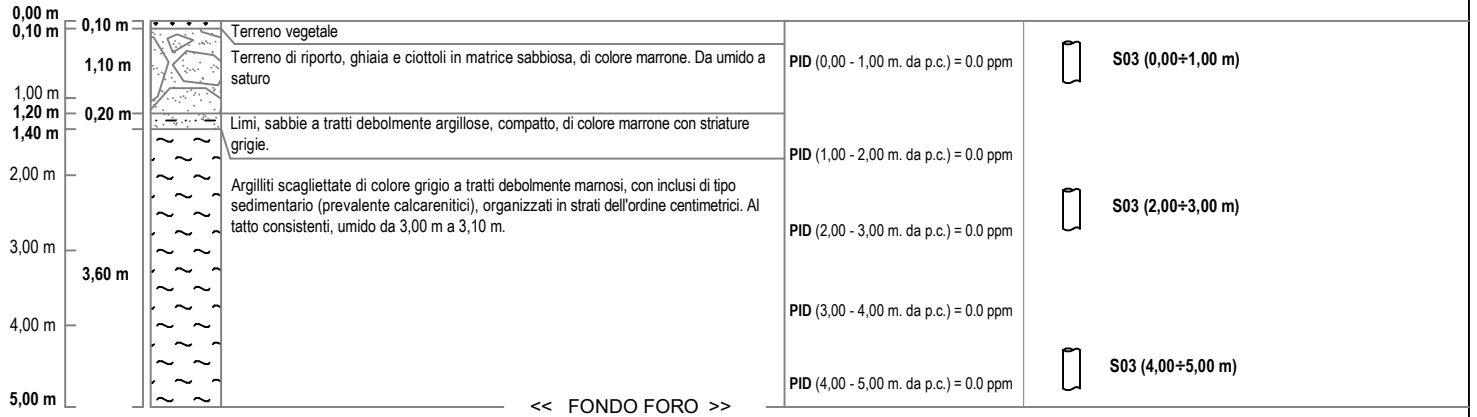 0,00 m
0,10 m
0,10 m
Terreno vegetale
Terreno di riporto, ghiaia e ciottoli in matrice sabbiosa, di colore marrone. Da umido a
saturo
PID (0,00 - 1,00 m. da p.c.) = 0.0 ppm
S03 (0,00÷1,00 m)
1,10 m
1,00 m
1,20 m
0,20 m
1,40 m
Limi, sabbie a tratti debolmente argillose, compatto, di colore marrone con striature
grigie.
PID (1,00 - 2,00 m. da p.c.) = 0.0 ppm
2,00 m
Argilliti scagliettate di colore grigio a tratti debolmente marnosi, con inclusi di tipo
sedimentario (prevalente calcarenitici), organizzati in strati dell'ordine centimetrici. Al
tatto consistenti, umido da 3,00 m a 3,10 m.
S03 (2,00÷3,00 m)
PID (2,00 - 3,00 m. da p.c.) = 0.0 ppm
3,00 m
3,60 m
PID (3,00 - 4,00 m. da p.c.) = 0.0 ppm
4,00 m
S03 (4,00÷5,00 m)
PID (4,00 - 5,00 m. da p.c.) = 0.0 ppm
5,00 m
<< FONDO FORO >>